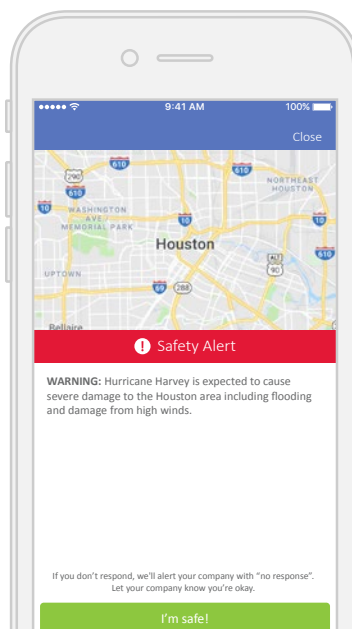 9:41 AM
100%
Close
610
610
290
NORTHEAST
HOUSTON
610
10
WASHINGTON
AVE
MEMORIAL PARK
10
10
Houston
610
ALT
90
UPTOWN
69
288
Bellaire
! Safety Alert
WARNING: Hurricane Harvey is expected to cause
severe damage to the Houston area including flooding
and damage from high winds.
If you don't respond, we'll alert your company with “no response”.
Let your company know you're okay.
I'm safe!